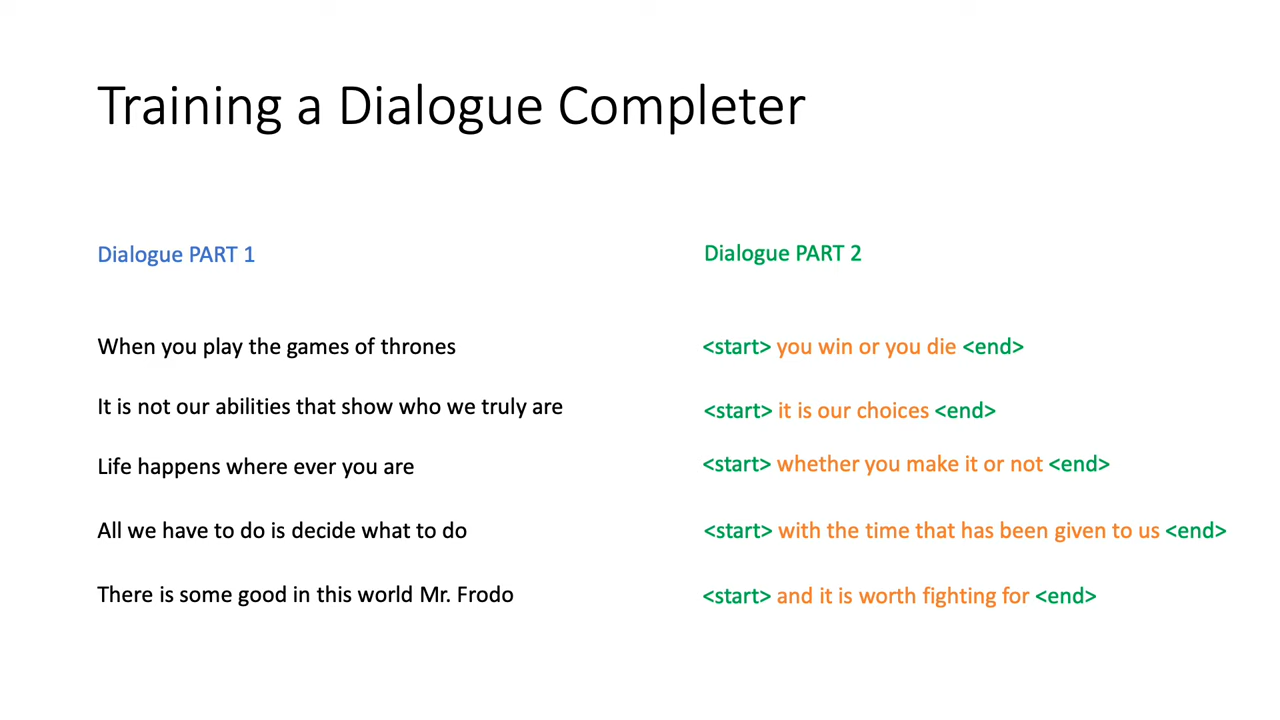 Training a Dialogue Completer
Dialogue PART 1
Dialogue PART 2
When you play the games of thrones
<start> you win or you die <end>
It is not our abilities that show who we truly are
<start> it is our choices <end>
Life happens where ever you are
<start> whether you make it or not <end>
All we have to do is decide what to do
<start> with the time that has been given to us <end>
There is some good in this world Mr. Frodo
<start> and it is worth fighting for <end>